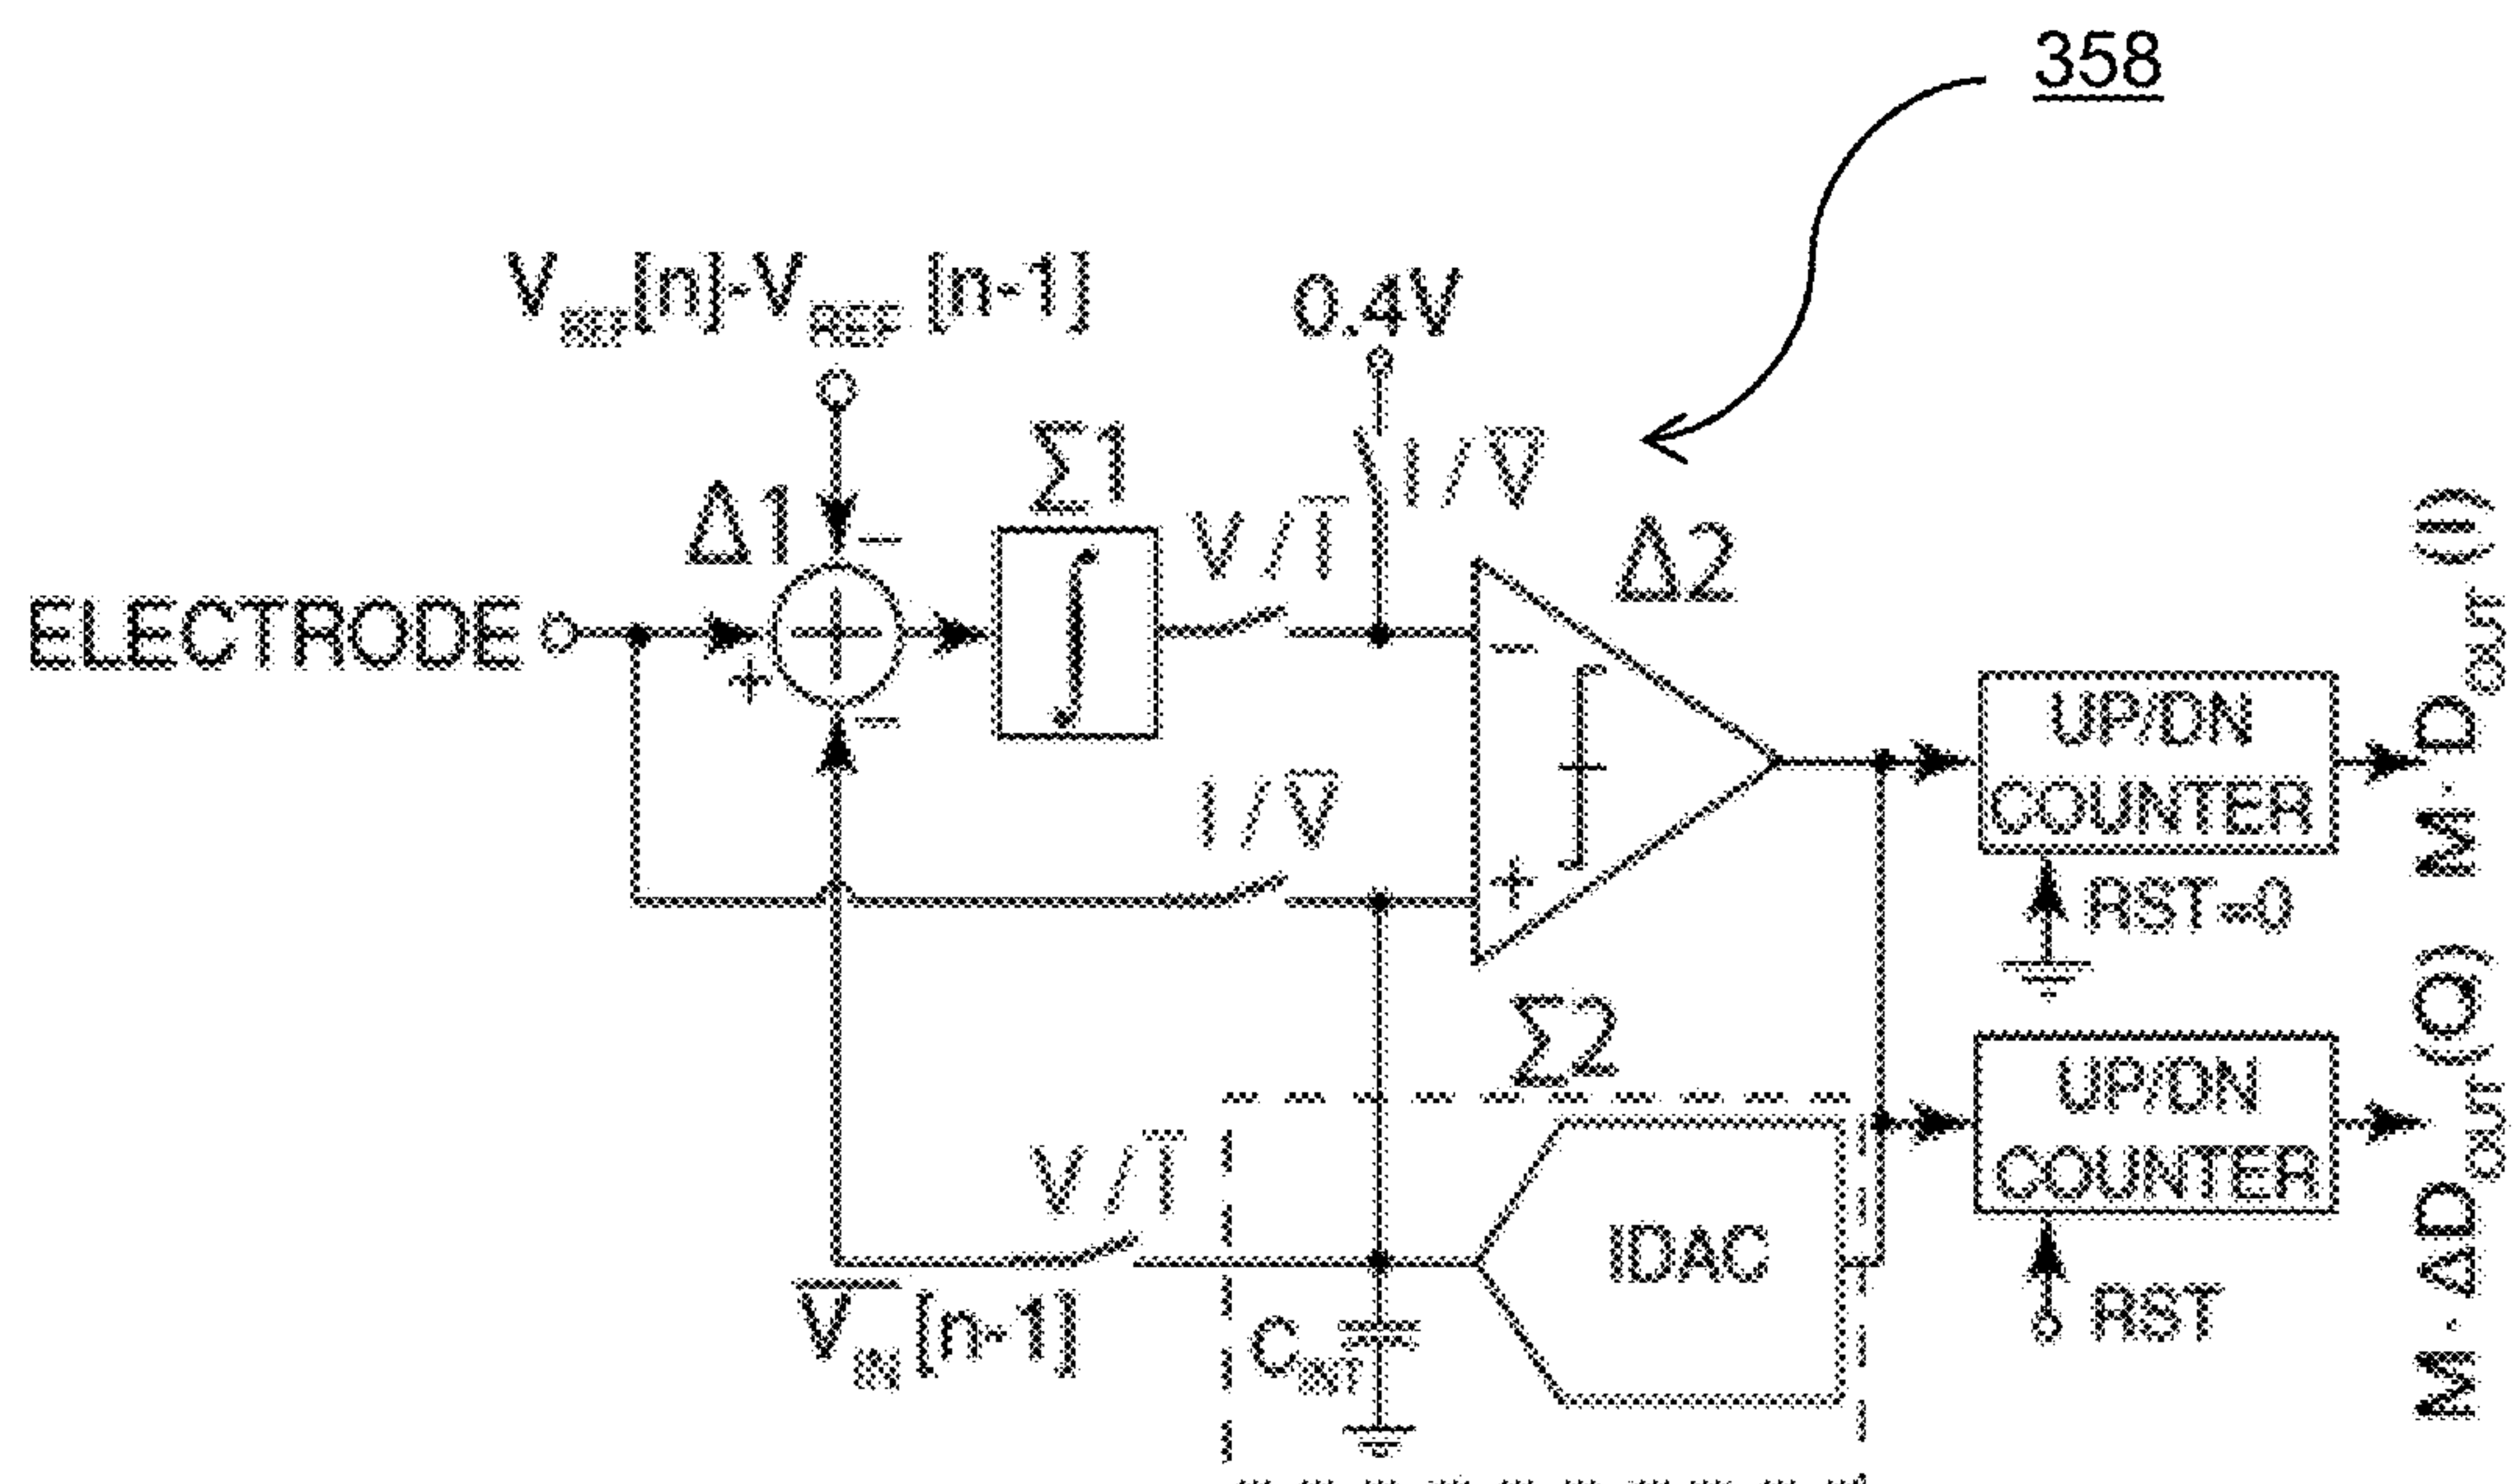 358
V_REF[n]-V_REF[n-1]
0.4V
Σ1
I/V̅
Δ1
V/I̅
Δ2
−
ELECTRODE
+
−
−
UP/DN
COUNTER
M·D_OUT(I)
I/V̅
+
RST=0
Σ2
UP/DN
COUNTER
M·ΔD_OUT(Q)
V/I̅
IDAC
V̅_IN[n-1]
C_INT
RST